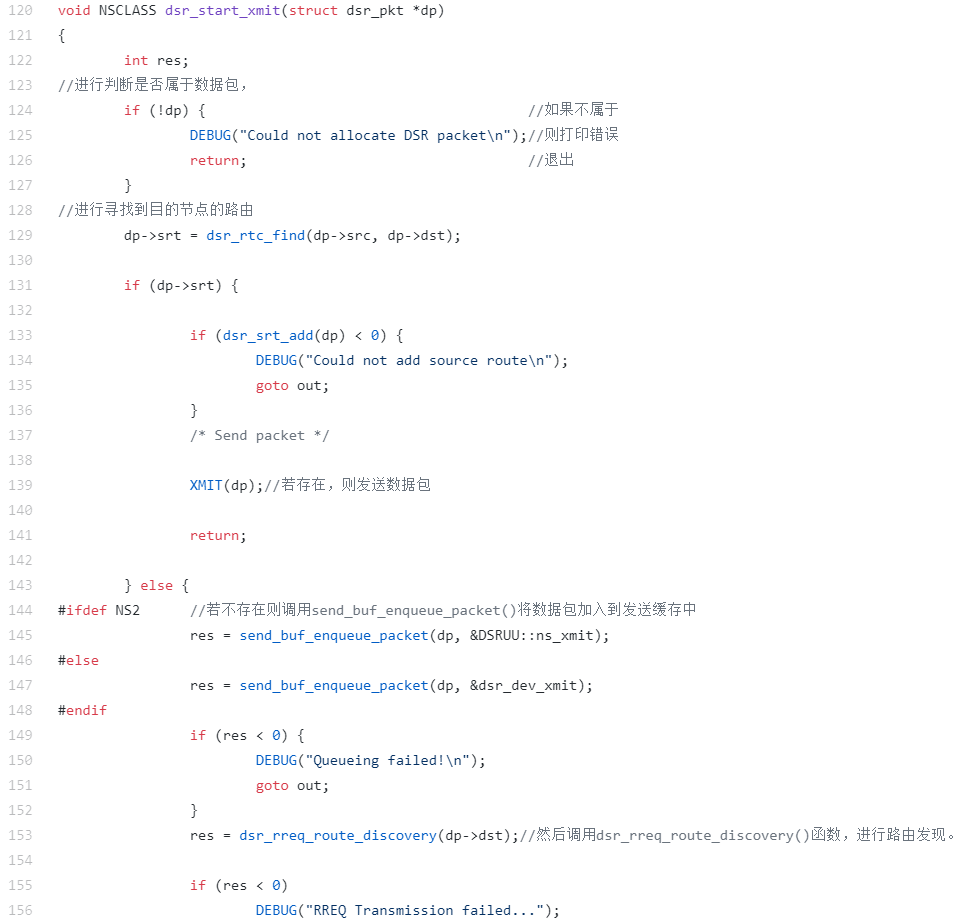 120 void NSCLASS dsr_start_xmit(struct dsr_pkt *dp)
121 {
122 int res;
123 //进行判断是否属于数据包，
124 if (!dp) { //如果不属于
125 DEBUG("Could not allocate DSR packet\n");//则打印错误
126 return; //退出
127 }
128 //进行寻找到目的节点的路由
129 dp->srt = dsr_rtc_find(dp->src, dp->dst);
130
131 if (dp->srt) {
132
133 if (dsr_srt_add(dp) < 0) {
134 DEBUG("Could not add source route\n");
135 goto out;
136 }
137 /* Send packet */
138
139 XMIT(dp);//若存在，则发送数据包
140
141 return;
142
143 } else {
144 #ifdef NS2 //若不存在则调用send_buf_enqueue_packet()将数据包加入到发送缓存中
145 res = send_buf_enqueue_packet(dp, &DSRUU::ns_xmit);
146 #else
147 res = send_buf_enqueue_packet(dp, &dsr_dev_xmit);
148 #endif
149 if (res < 0) {
150 DEBUG("Queueing failed!\n");
151 goto out;
152 }
153 res = dsr_rreq_route_discovery(dp->dst);//然后调用dsr_rreq_route_discovery()函数，进行路由发现。
154
155 if (res < 0)
156 DEBUG("RREQ Transmission failed...");